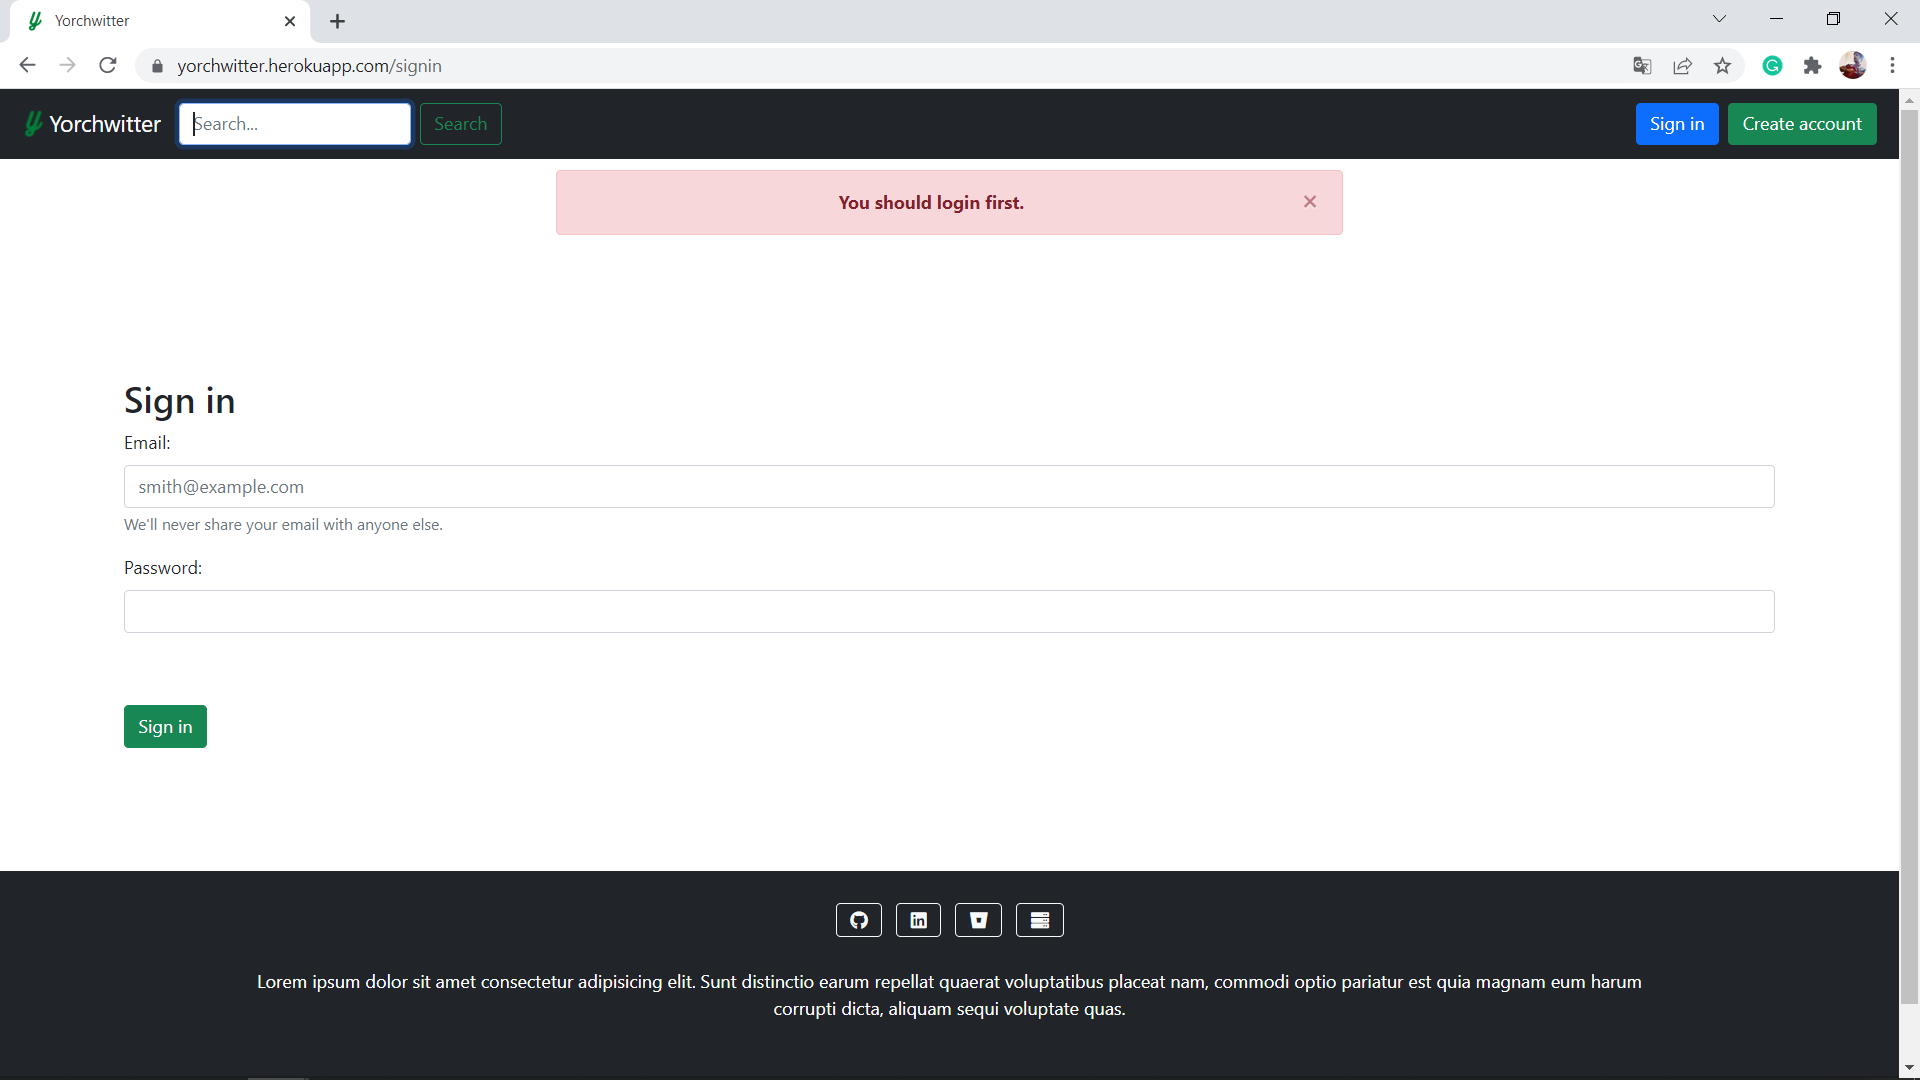 Yorchwitter
yorchwitter.herokuapp.com/signin
Yorchwitter
Search...
Search
Sign in
Create account
You should login first.
Sign in
Email:
smith@example.com
We'll never share your email with anyone else.
Password:
Sign in
Lorem ipsum dolor sit amet consectetur adipisicing elit. Sunt distinctio earum repellat quaerat voluptatibus placeat nam, commodi optio pariatur est quia magnam eum harum
corrupti dicta, aliquam sequi voluptate quas.